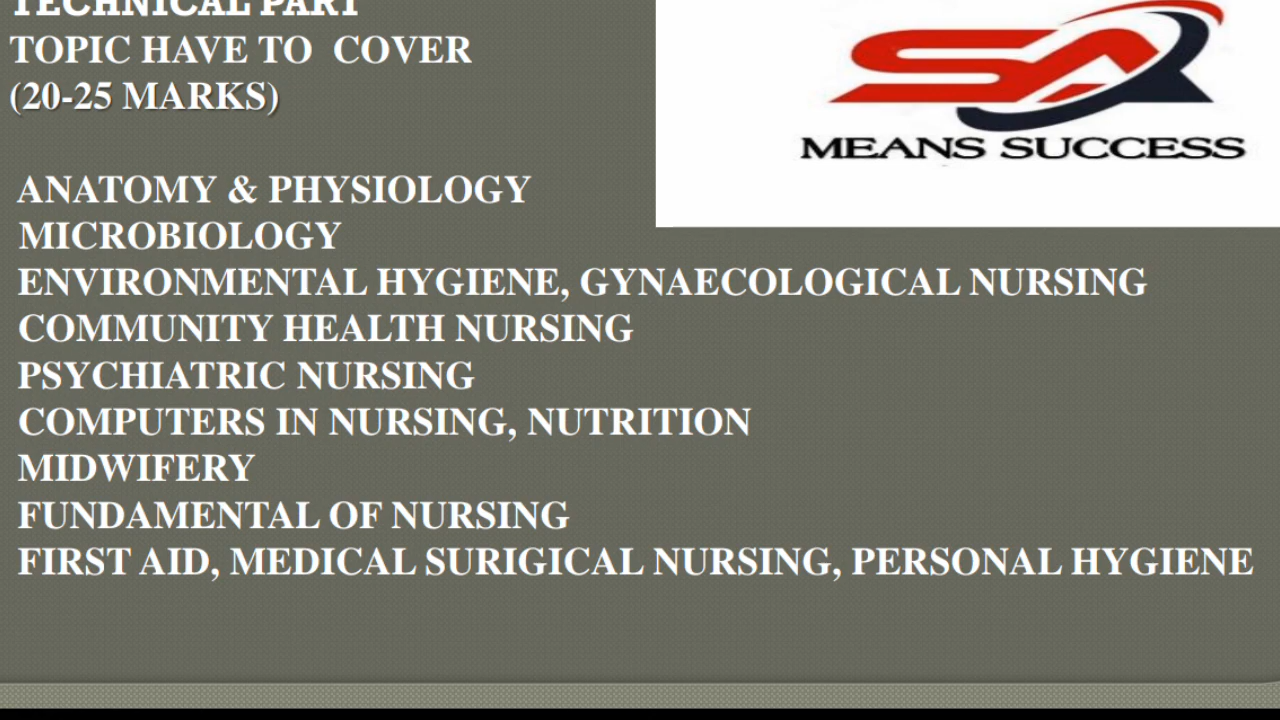 TECHNICAL PART
TOPIC HAVE TO COVER
(20-25 MARKS)
SAR
MEANS SUCCESS
ANATOMY & PHYSIOLOGY
MICROBIOLOGY
ENVIRONMENTAL HYGIENE, GYNAECOLOGICAL NURSING
COMMUNITY HEALTH NURSING
PSYCHIATRIC NURSING
COMPUTERS IN NURSING, NUTRITION
MIDWIFERY
FUNDAMENTAL OF NURSING
FIRST AID, MEDICAL SURIGICAL NURSING, PERSONAL HYGIENE